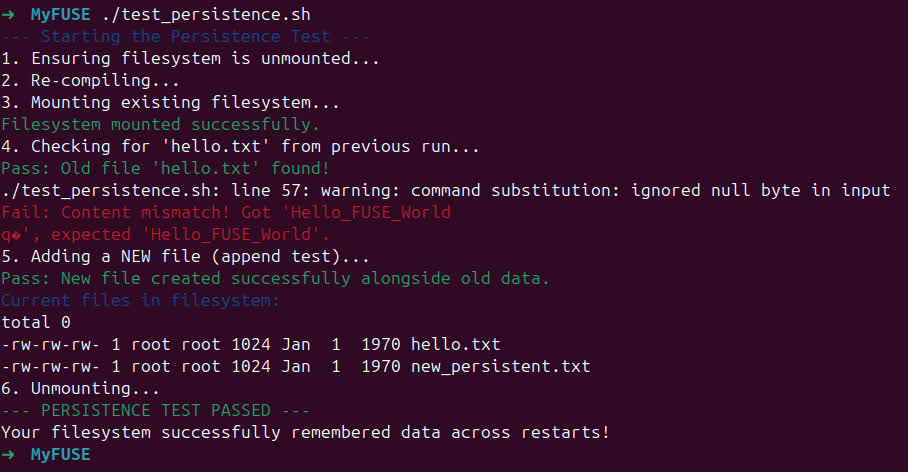 ➜ MyFUSE ./test_persistence.sh
--- Starting the Persistence Test ---
1. Ensuring filesystem is unmounted...
2. Re-compiling...
3. Mounting existing filesystem...
Filesystem mounted successfully.
4. Checking for 'hello.txt' from previous run...
Pass: Old file 'hello.txt' found!
./test_persistence.sh: line 57: warning: command substitution: ignored null byte in input
Fail: Content mismatch! Got 'Hello_FUSE_World
q�', expected 'Hello_FUSE_World'.
5. Adding a NEW file (append test)...
Pass: New file created successfully alongside old data.
Current files in filesystem:
total 0
-rw-rw-rw- 1 root root 1024 Jan  1  1970 hello.txt
-rw-rw-rw- 1 root root 1024 Jan  1  1970 new_persistent.txt
6. Unmounting...
--- PERSISTENCE TEST PASSED ---
Your filesystem successfully remembered data across restarts!
➜ MyFUSE